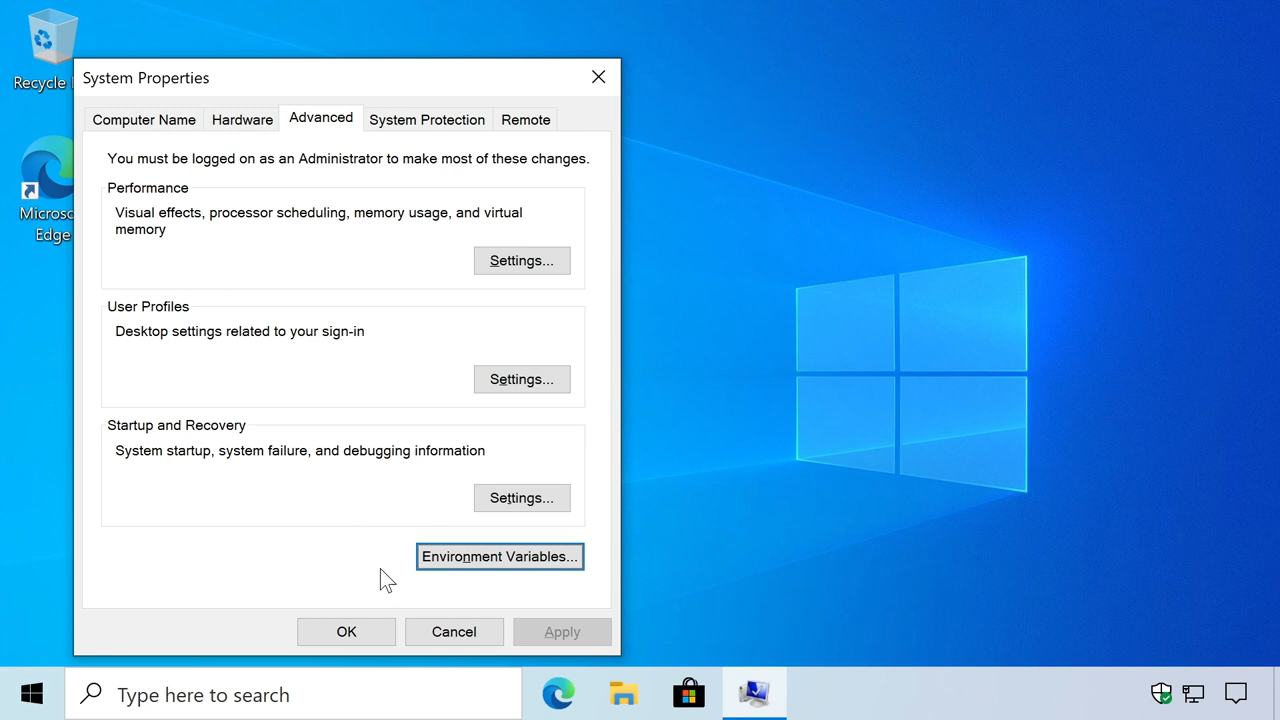 Recycle
Microsoft
Edge
System Properties
Computer Name
Hardware
Advanced
System Protection
Remote
You must be logged on as an Administrator to make most of these changes.
Performance
Visual effects, processor scheduling, memory usage, and virtual
memory
Settings...
User Profiles
Desktop settings related to your sign-in
Settings...
Startup and Recovery
System startup, system failure, and debugging information
Settings...
Environment Variables...
OK
Cancel
Apply
Type here to search